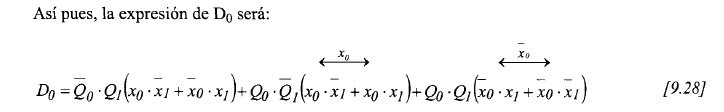 Así pues, la expresión de D₀ será:
x₀ x̄₀
D₀ = Q̄₀ · Q₁(x₀ · x̄₁ + x̄₀ · x₁) + Q₀ · Q̄₁(x₀ · x̄₁ + x₀ · x₁) + Q₀ · Q₁(x̄₀ · x₁ + x̄₀ · x̄₁) [9.28]